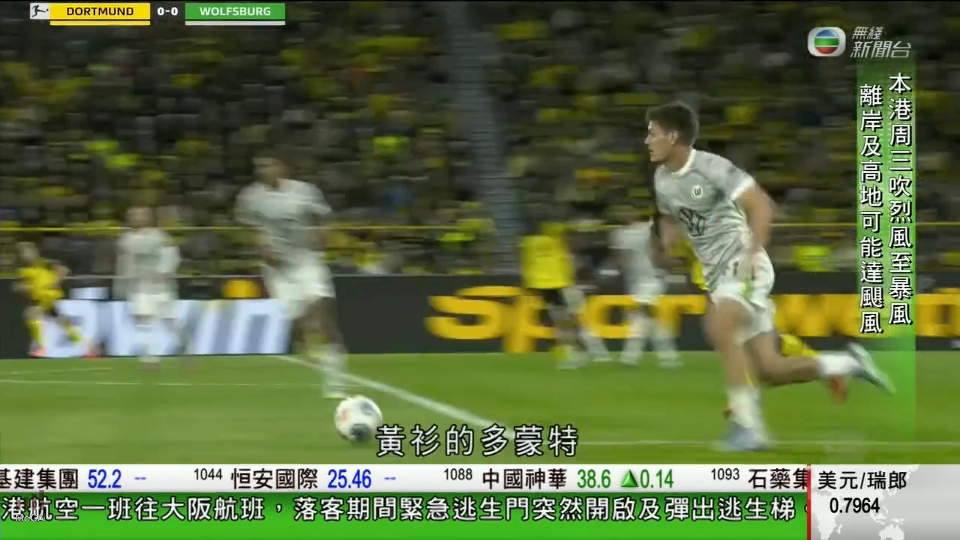 DORTMUND 0-0 WOLFSBURG
無綫
新聞台
本港周三吹烈風至暴風
離岸及高地可能達颶風
bwin
黃衫的多蒙特
基建集團 52.2 -- 1044 恒安國際 25.46 -- 1088 中國神華 38.6 ▲0.14 1093 石藥集
美元/瑞郎
0.7964
港航空一班往大阪航班，落客期間緊急逃生門突然開啟及彈出逃生梯。